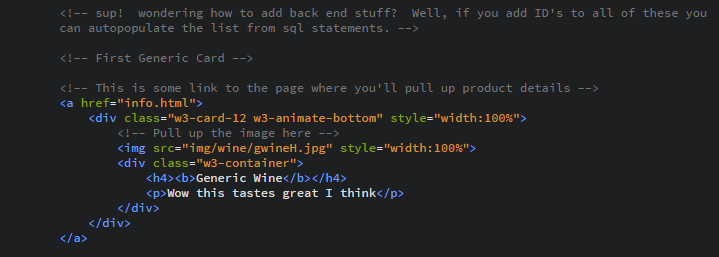 <!-- sup!  wondering how to add back end stuff?  Well, if you add ID's to all of these you
can autopopulate the list from sql statements. -->
<!-- First Generic Card -->
<!-- This is some link to the page where you'll pull up product details -->
<a href="info.html">
<div class="w3-card-12 w3-animate-bottom" style="width:100%">
<!-- Pull up the image here -->
<img src="img/wine/gwineH.jpg" style="width:100%">
<div class="w3-container">
<h4><b>Generic Wine</b></h4>
<p>Wow this tastes great I think</p>
</div>
</div>
</a>